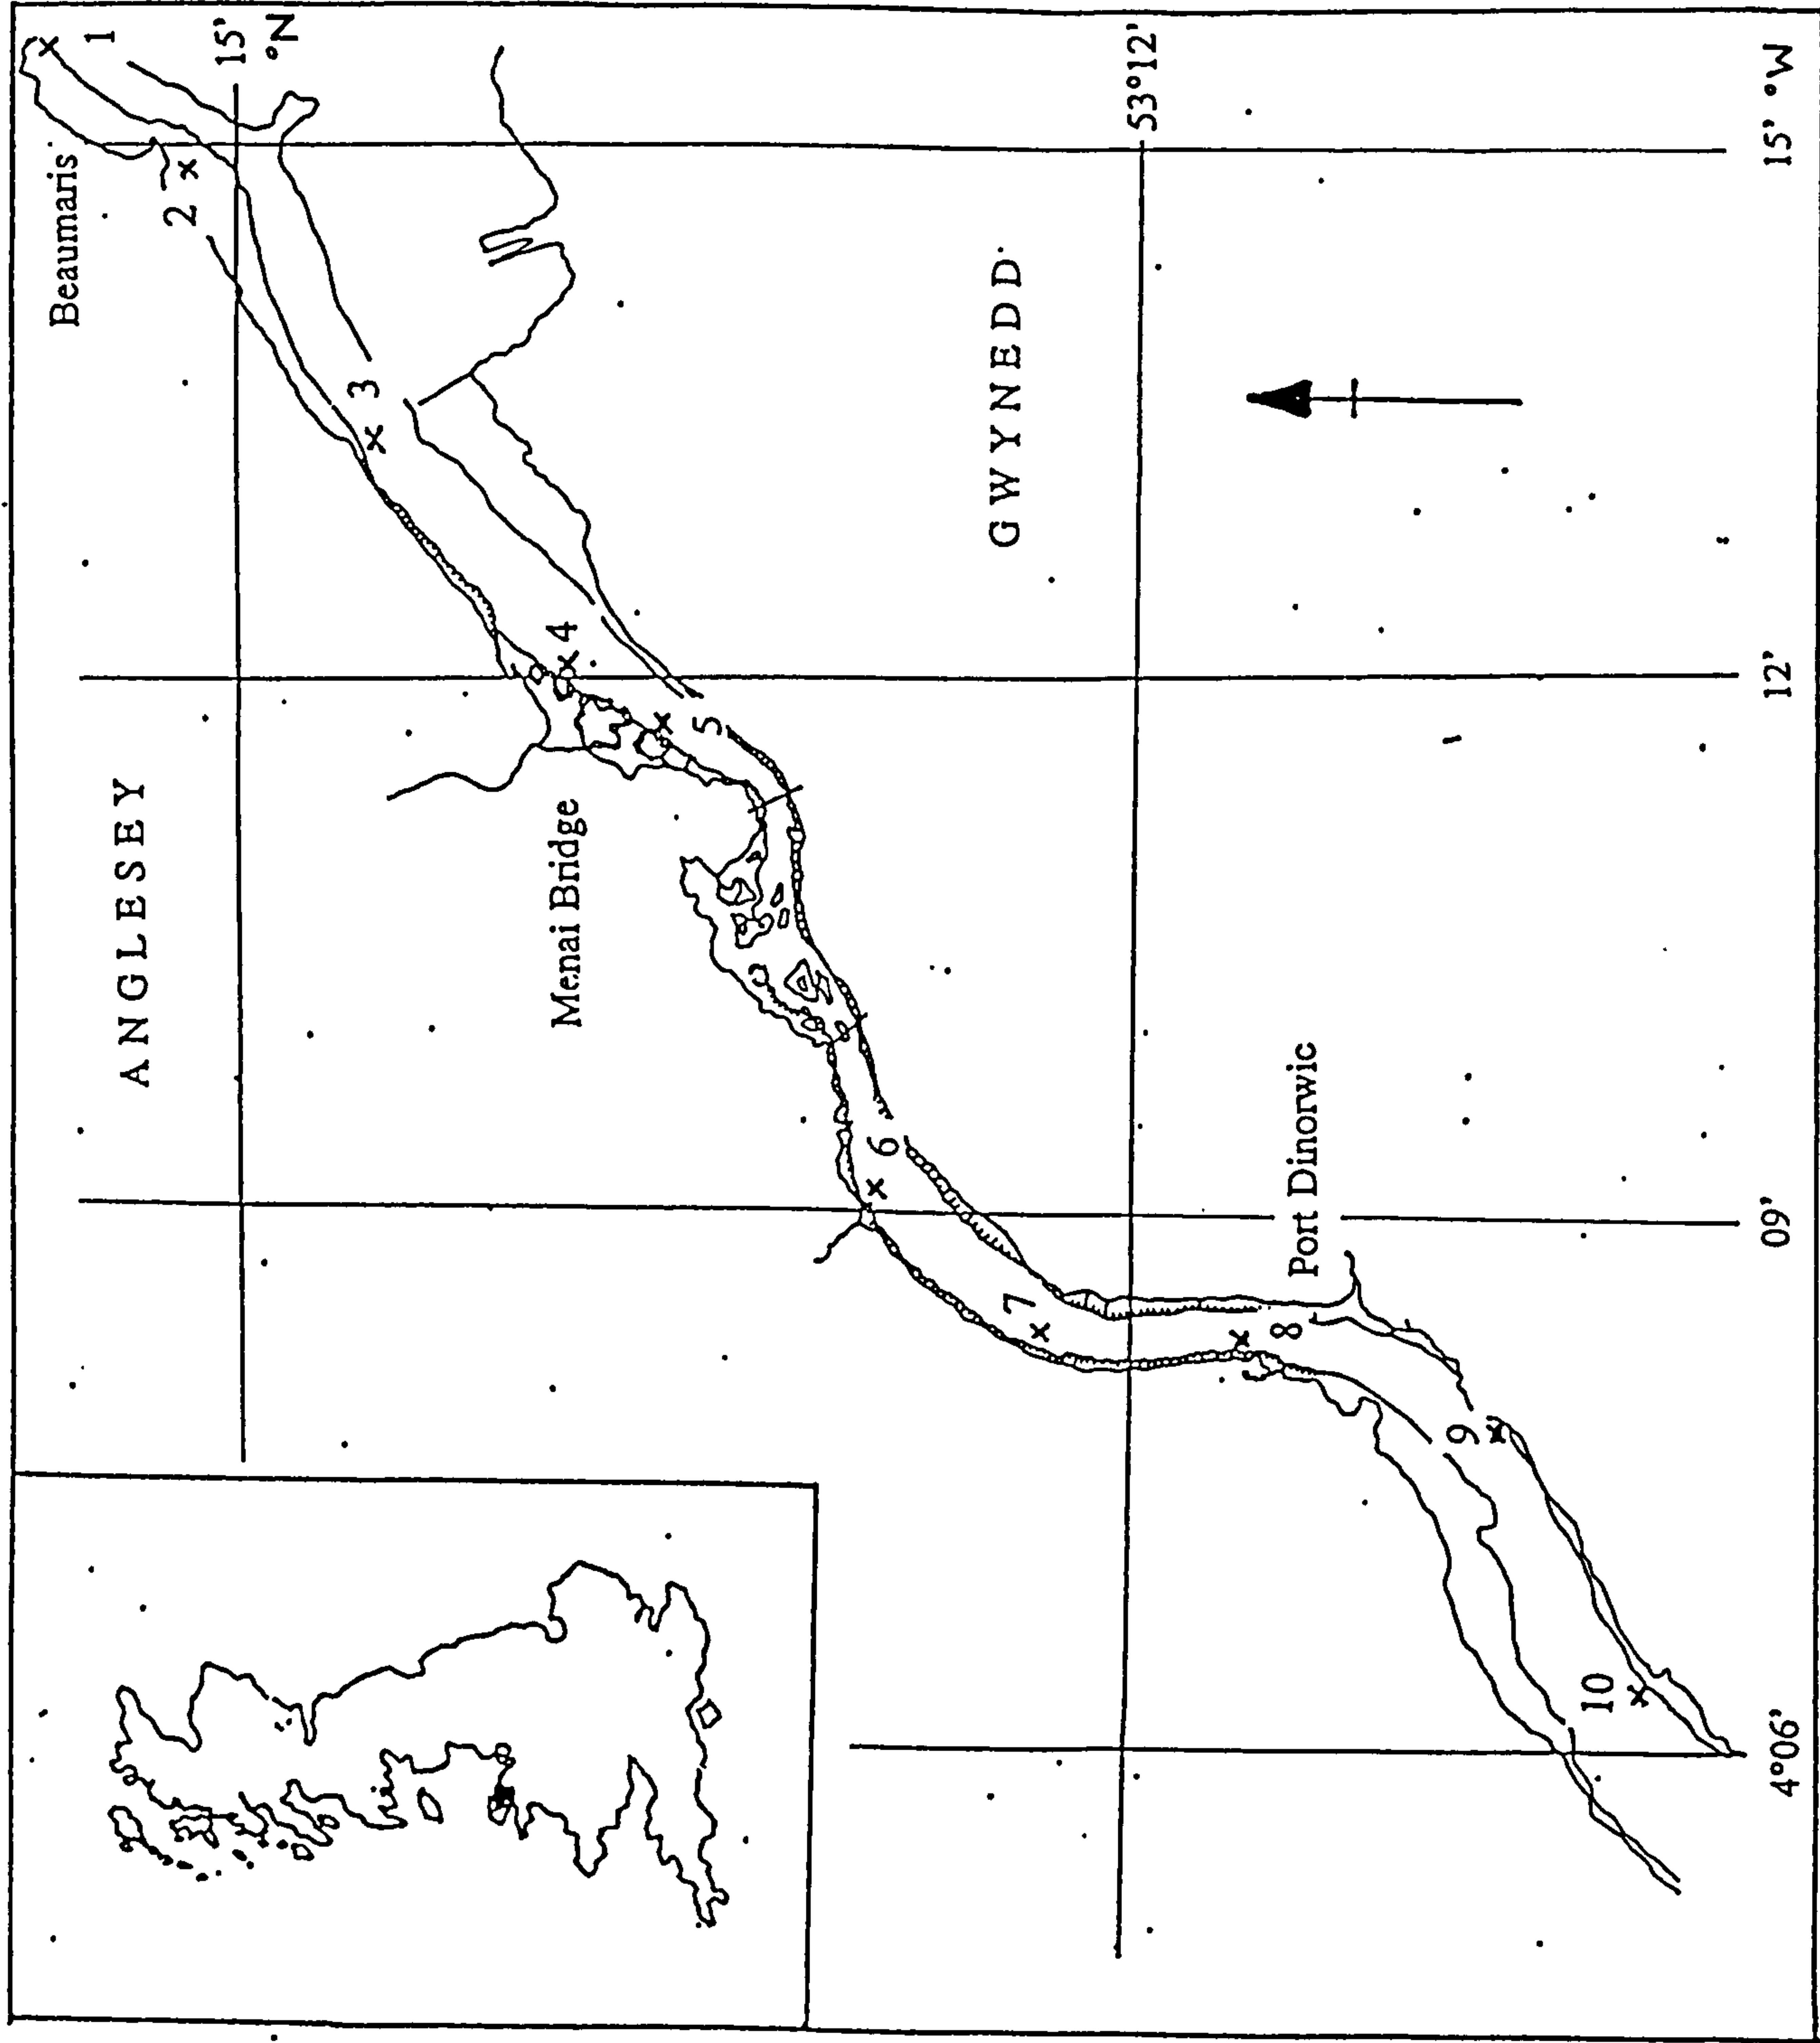 Beaumaris
1
ANGLESEY
2
15'
°N
3
Menai Bridge
4
5
6
GWYNEDD
7
53°12'
8
Port Dinorwic
9
10
4°06' 09' 12' 15' °W